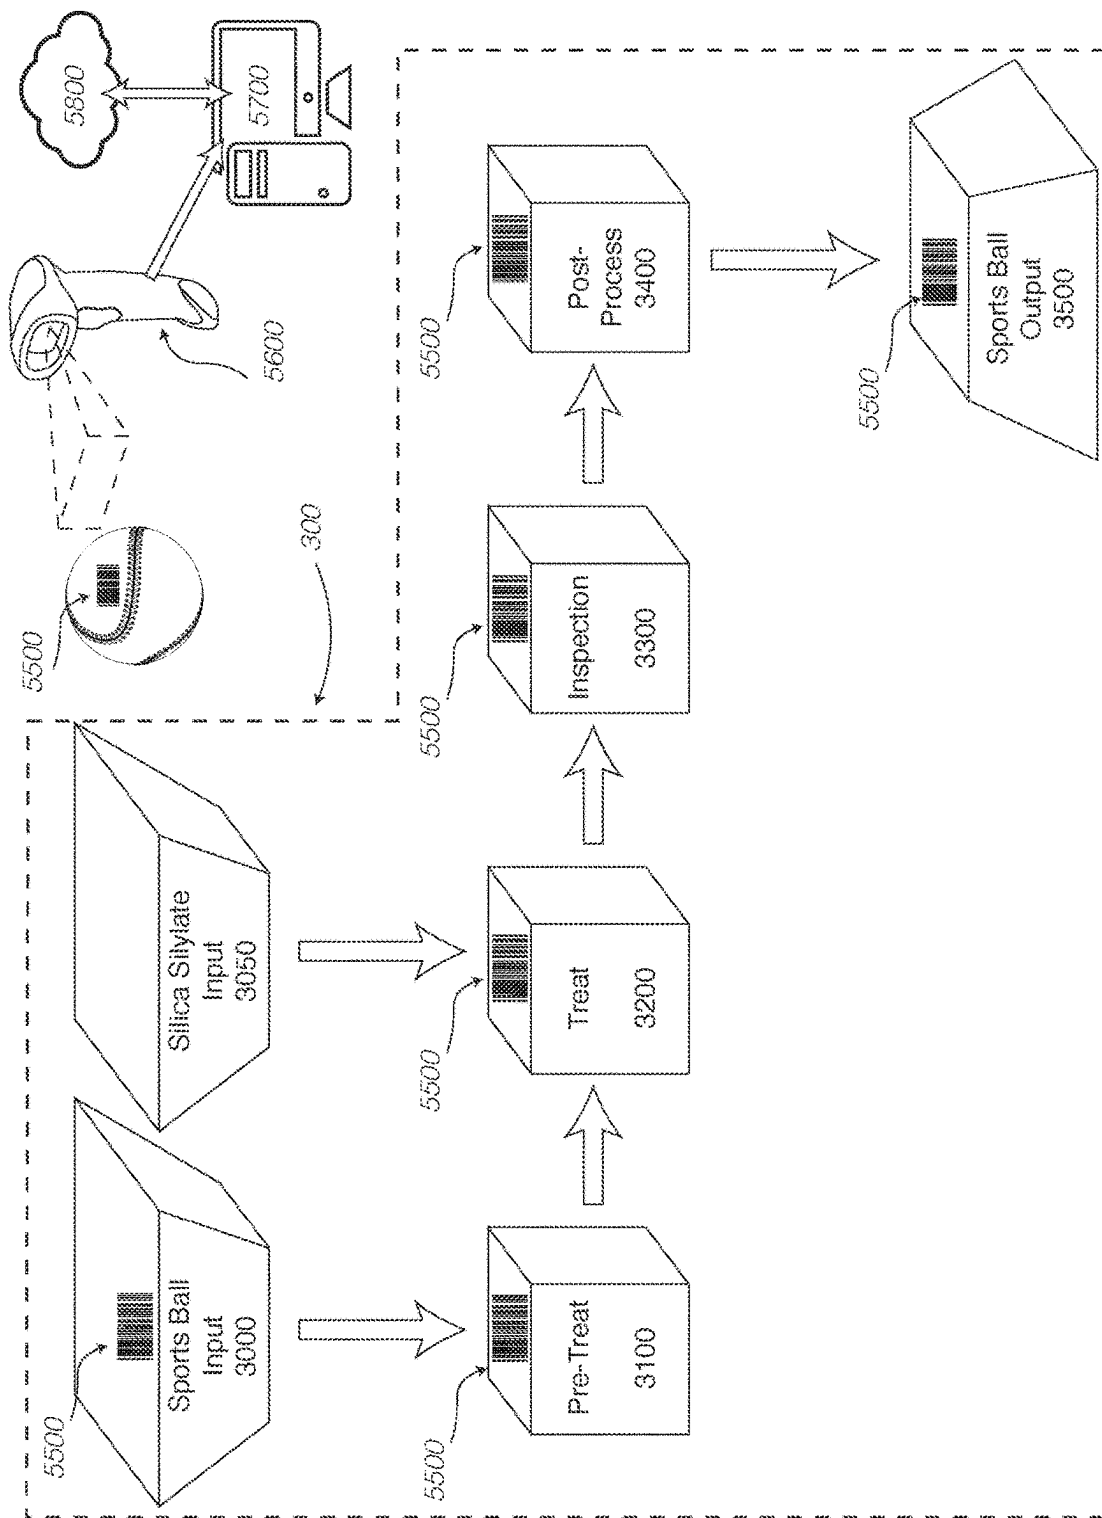 5500
Sports Ball
Input
3000
Silica Silylate
Input
3050
300
5500
5600
5800
5700
5500
Pre-Treat
3100
5500
Treat
3200
5500
Inspection
3300
5500
Post-
Process
3400
5500
Sports Ball
Output
3500